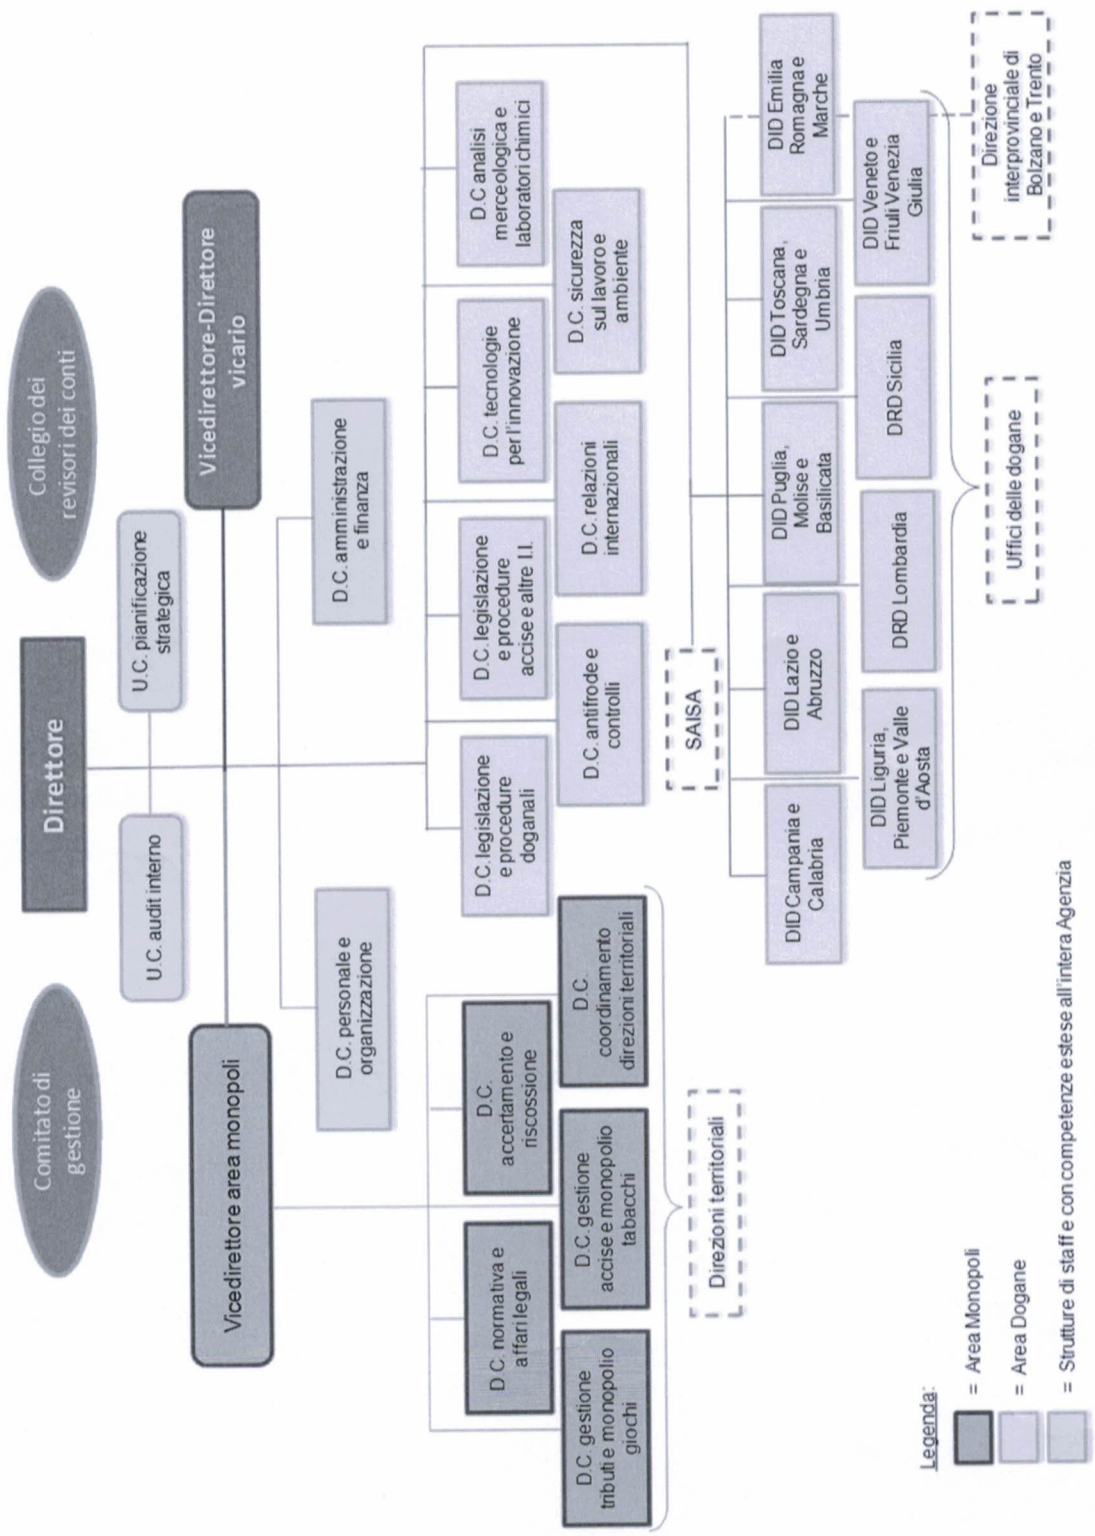 Comitato di
gestione
Direttore
Collegio dei
revisori dei conti
U.C. audit interno
U.C. pianificazione
strategica
Vicedirettore area monopoli
Vicedirettore-Direttore
vicario
D.C. personale e
organizzazione
D.C. amministrazione
e finanza
D.C. normativa e
affari legali
D.C.
accertamento e
riscossione
D.C. gestione
tributi e monopolio
giochi
D.C. gestione
accise e monopolio
tabacchi
D.C.
coordinamento
direzioni territoriali
Direzioni territoriali
D.C. legislazione
e procedure
doganali
D.C. legislazione
e procedure
accise e altre I.I.
D.C. tecnologie
per l'innovazione
D.C analisi
merceologica e
laboratori chimici
D.C. antifrode e
controlli
D.C. relazioni
internazionali
D.C. sicurezza
sul lavoro e
ambiente
SAISA
DID Campania e
Calabria
DID Lazio e
Abruzzo
DID Puglia,
Molise e
Basilicata
DID Toscana,
Sardegna e
Umbria
DID Emilia
Romagna e
Marche
DID Liguria,
Piemonte e Valle
d'Aosta
DRD Lombardia
DRD Sicilia
DID Veneto e
Friuli Venezia
Giulia
Uffici delle dogane
Direzione
interprovinciale di
Bolzano e Trento
Legenda:
= Area Monopoli
= Area Dogane
= Strutture di staff e con competenze estese all'intera Agenzia